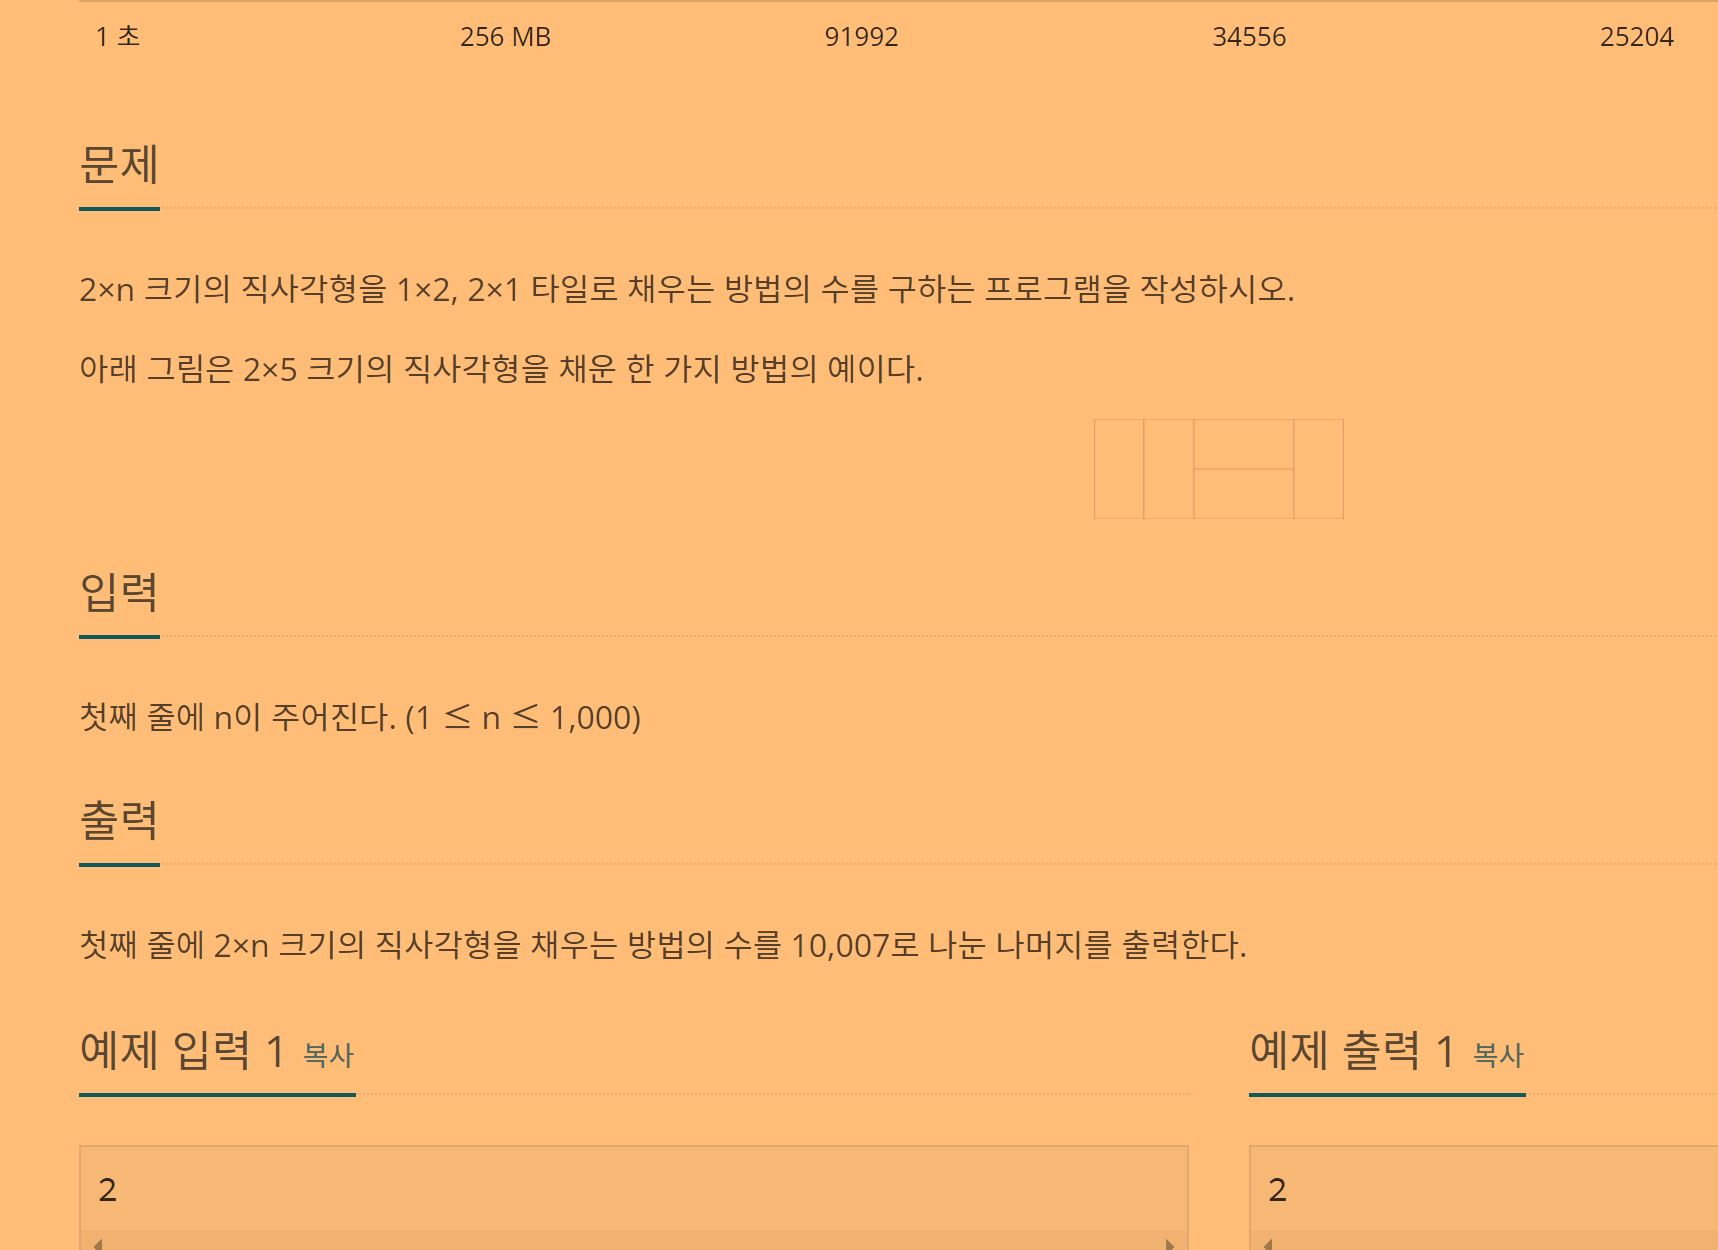 1 초 256 MB 91992 34556 25204
문제
2×n 크기의 직사각형을 1×2, 2×1 타일로 채우는 방법의 수를 구하는 프로그램을 작성하시오.
아래 그림은 2×5 크기의 직사각형을 채운 한 가지 방법의 예이다.
입력
첫째 줄에 n이 주어진다. (1 ≤ n ≤ 1,000)
출력
첫째 줄에 2×n 크기의 직사각형을 채우는 방법의 수를 10,007로 나눈 나머지를 출력한다.
예제 입력 1 복사
2
예제 출력 1 복사
2